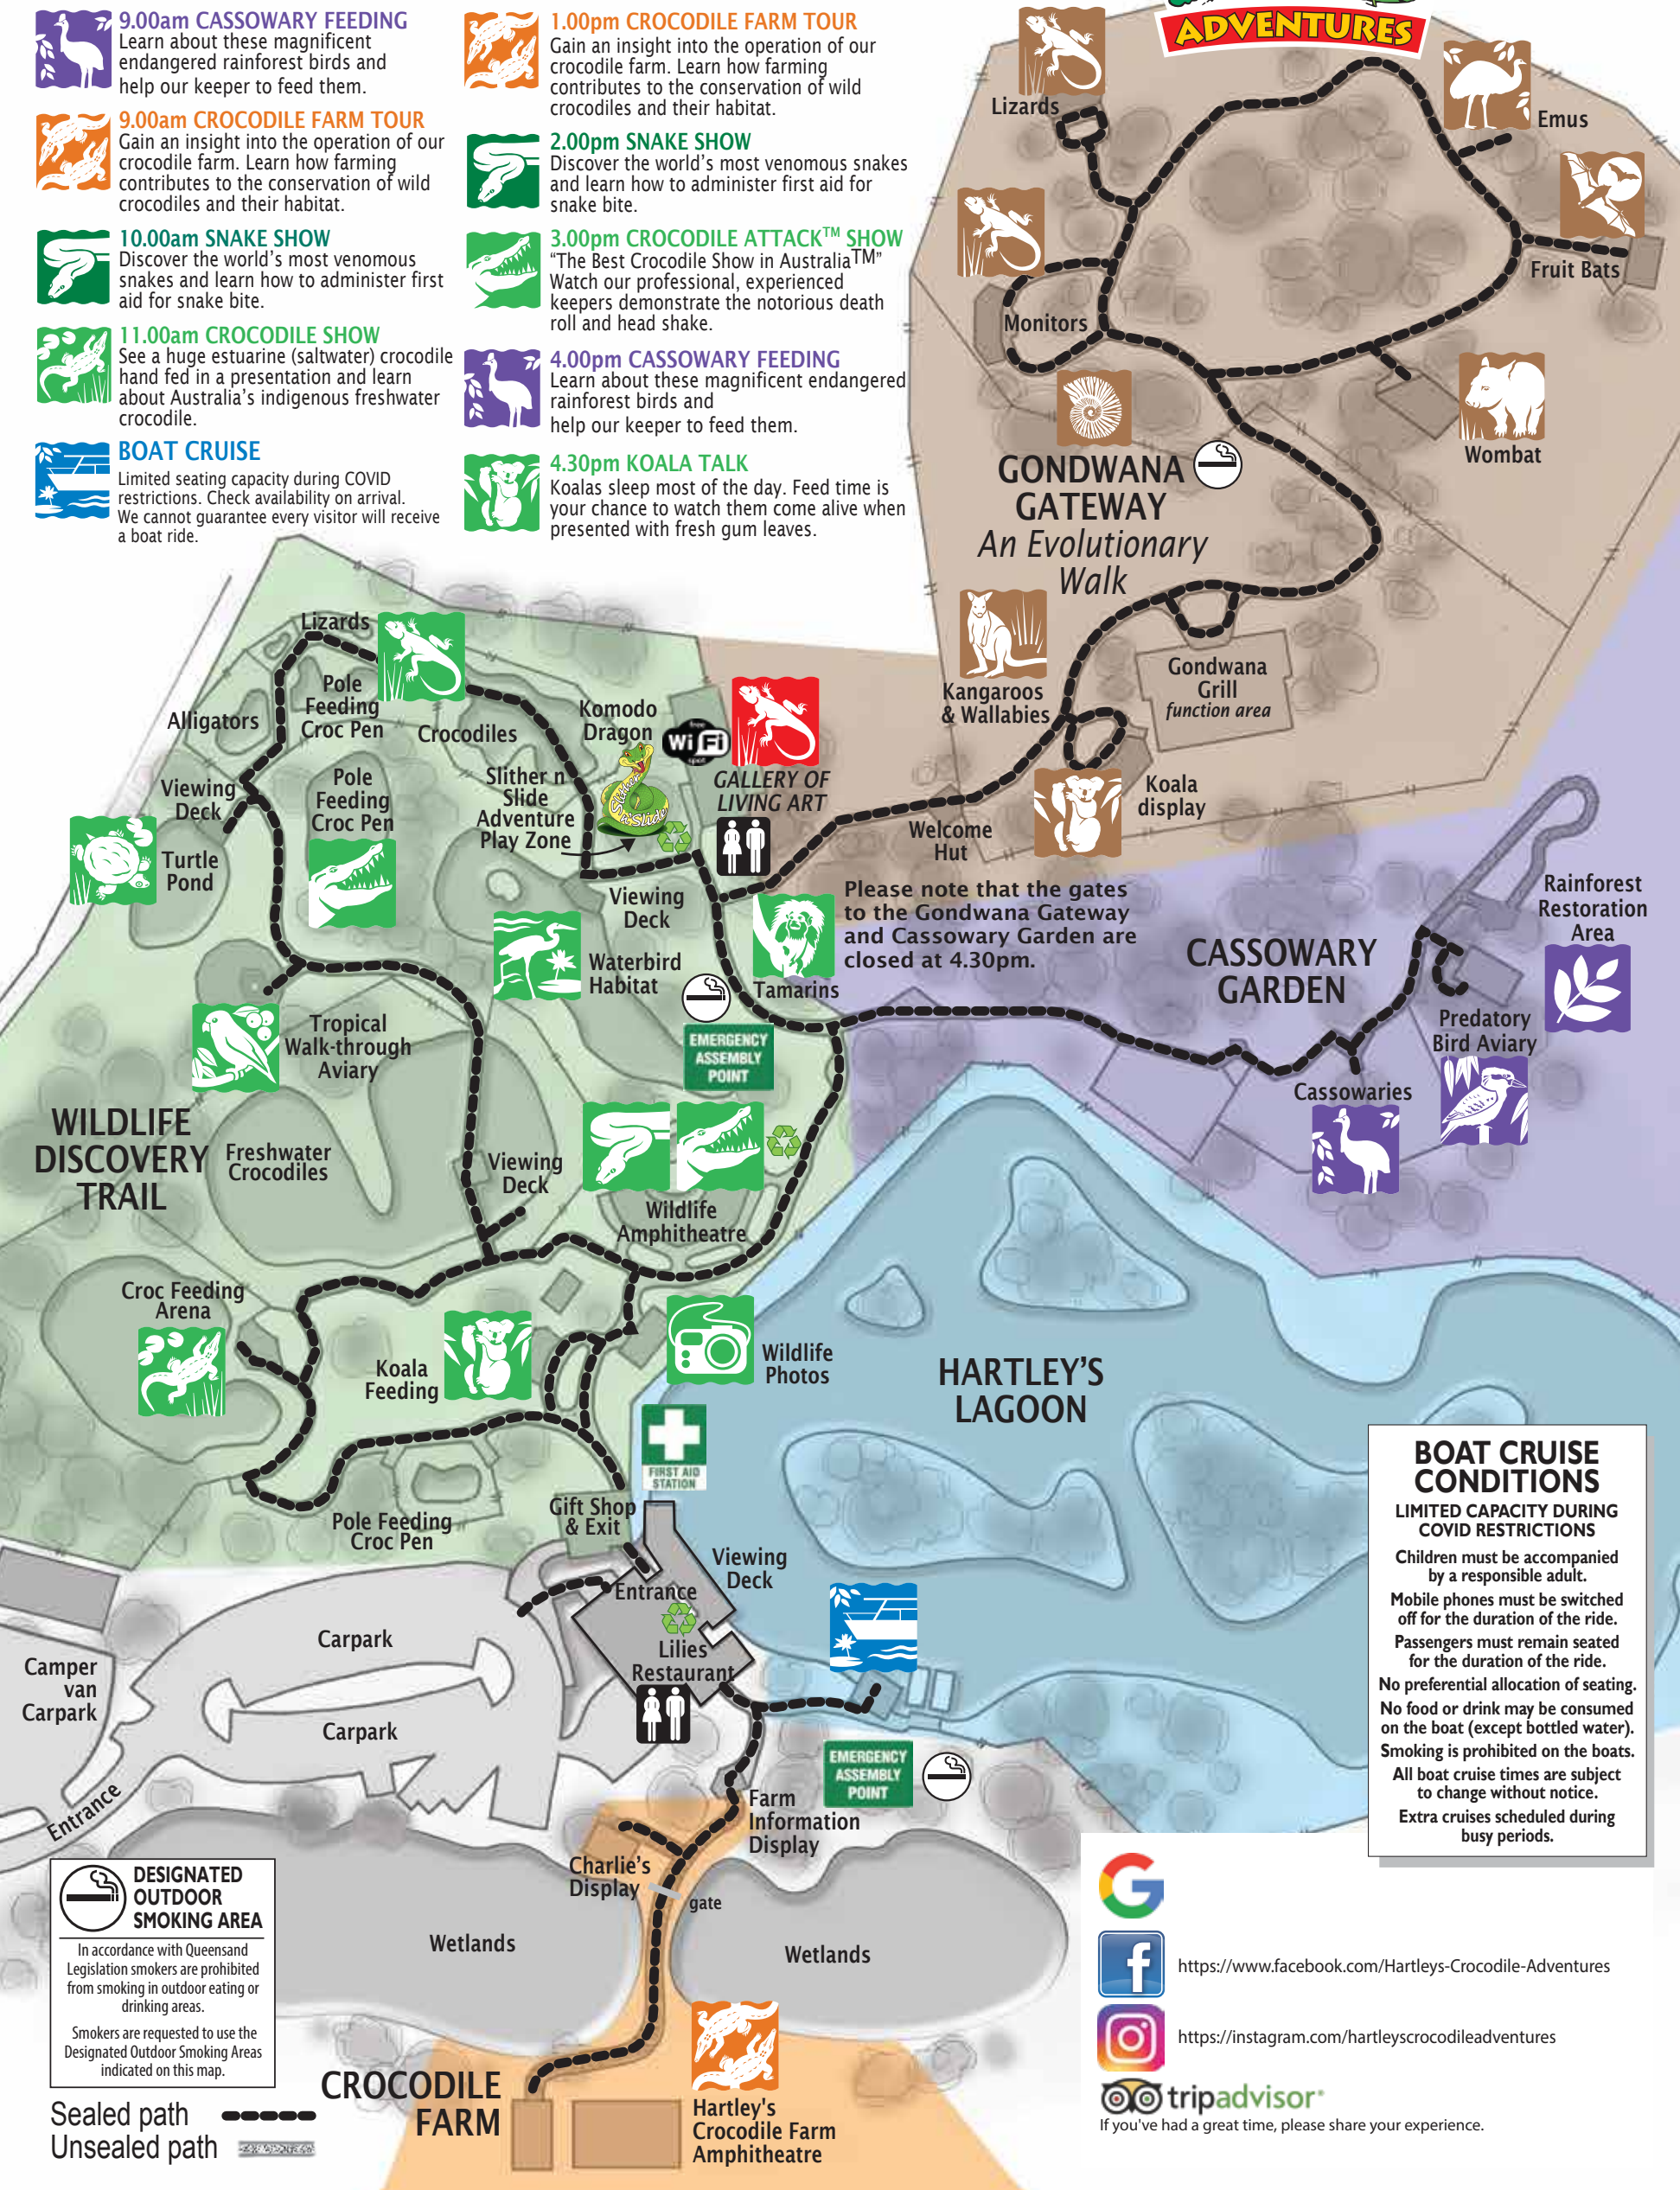 9.00am CASSOWARY FEEDING
Learn about these magnificent
endangered rainforest birds and
help our keeper to feed them.
9.00am CROCODILE FARM TOUR
Gain an insight into the operation of our
crocodile farm. Learn how farming
contributes to the conservation of wild
crocodiles and their habitat.
10.00am SNAKE SHOW
Discover the world's most venomous
snakes and learn how to administer first
aid for snake bite.
11.00am CROCODILE SHOW
See a huge estuarine (saltwater) crocodile
hand fed in a presentation and learn
about Australia's indigenous freshwater
crocodile.
BOAT CRUISE
Limited seating capacity during COVID
restrictions. Check availability on arrival.
We cannot guarantee every visitor will receive
a boat ride.
1.00pm CROCODILE FARM TOUR
Gain an insight into the operation of our
crocodile farm. Learn how farming
contributes to the conservation of wild
crocodiles and their habitat.
2.00pm SNAKE SHOW
Discover the world's most venomous snakes
and learn how to administer first aid for
snake bite.
3.00pm CROCODILE ATTACK™ SHOW
"The Best Crocodile Show in Australia™"
Watch our professional, experienced
keepers demonstrate the notorious death
roll and head shake.
4.00pm CASSOWARY FEEDING
Learn about these magnificent endangered
rainforest birds and
help our keeper to feed them.
4.30pm KOALA TALK
Koalas sleep most of the day. Feed time is
your chance to watch them come alive when
presented with fresh gum leaves.
ADVENTURES
Lizards
Emus
Fruit Bats
Monitors
Wombat
GONDWANA
GATEWAY
An Evolutionary
Walk
Kangaroos
& Wallabies
Gondwana
Grill
function area
Koala
display
Welcome
Hut
Lizards
Pole
Feeding
Croc Pen
Alligators
Crocodiles
Komodo
Dragon
free
WiFi
spot
GALLERY OF
LIVING ART
Viewing
Deck
Pole
Feeding
Croc Pen
Slither n
Slide
Adventure
Play Zone
Slither
n Slide
Turtle
Pond
Viewing
Deck
Waterbird
Habitat
Tamarins
Please note that the gates
to the Gondwana Gateway
and Cassowary Garden are
closed at 4.30pm.
CASSOWARY
GARDEN
Rainforest
Restoration
Area
Predatory
Bird Aviary
Cassowaries
Tropical
Walk-through
Aviary
EMERGENCY
ASSEMBLY
POINT
WILDLIFE
DISCOVERY
TRAIL
Freshwater
Crocodiles
Viewing
Deck
Wildlife
Amphitheatre
Croc Feeding
Arena
Koala
Feeding
Wildlife
Photos
HARTLEY'S
LAGOON
FIRST AID
STATION
Pole Feeding
Croc Pen
Gift Shop
& Exit
Viewing
Deck
Entrance
Lilies
Restaurant
Carpark
Camper
van
Carpark
Carpark
Entrance
EMERGENCY
ASSEMBLY
POINT
Farm
Information
Display
Charlie's
Display
gate
Wetlands
Wetlands
BOAT CRUISE
CONDITIONS
LIMITED CAPACITY DURING
COVID RESTRICTIONS
Children must be accompanied
by a responsible adult.
Mobile phones must be switched
off for the duration of the ride.
Passengers must remain seated
for the duration of the ride.
No preferential allocation of seating.
No food or drink may be consumed
on the boat (except bottled water).
Smoking is prohibited on the boats.
All boat cruise times are subject
to change without notice.
Extra cruises scheduled during
busy periods.
DESIGNATED
OUTDOOR
SMOKING AREA
In accordance with Queensand
Legislation smokers are prohibited
from smoking in outdoor eating or
drinking areas.
Smokers are requested to use the
Designated Outdoor Smoking Areas
indicated on this map.
Sealed path
Unsealed path
CROCODILE
FARM
Hartley's
Crocodile Farm
Amphitheatre
G
f
https://www.facebook.com/Hartleys-Crocodile-Adventures
https://instagram.com/hartleyscrocodileadventures
tripadvisor®
If you've had a great time, please share your experience.